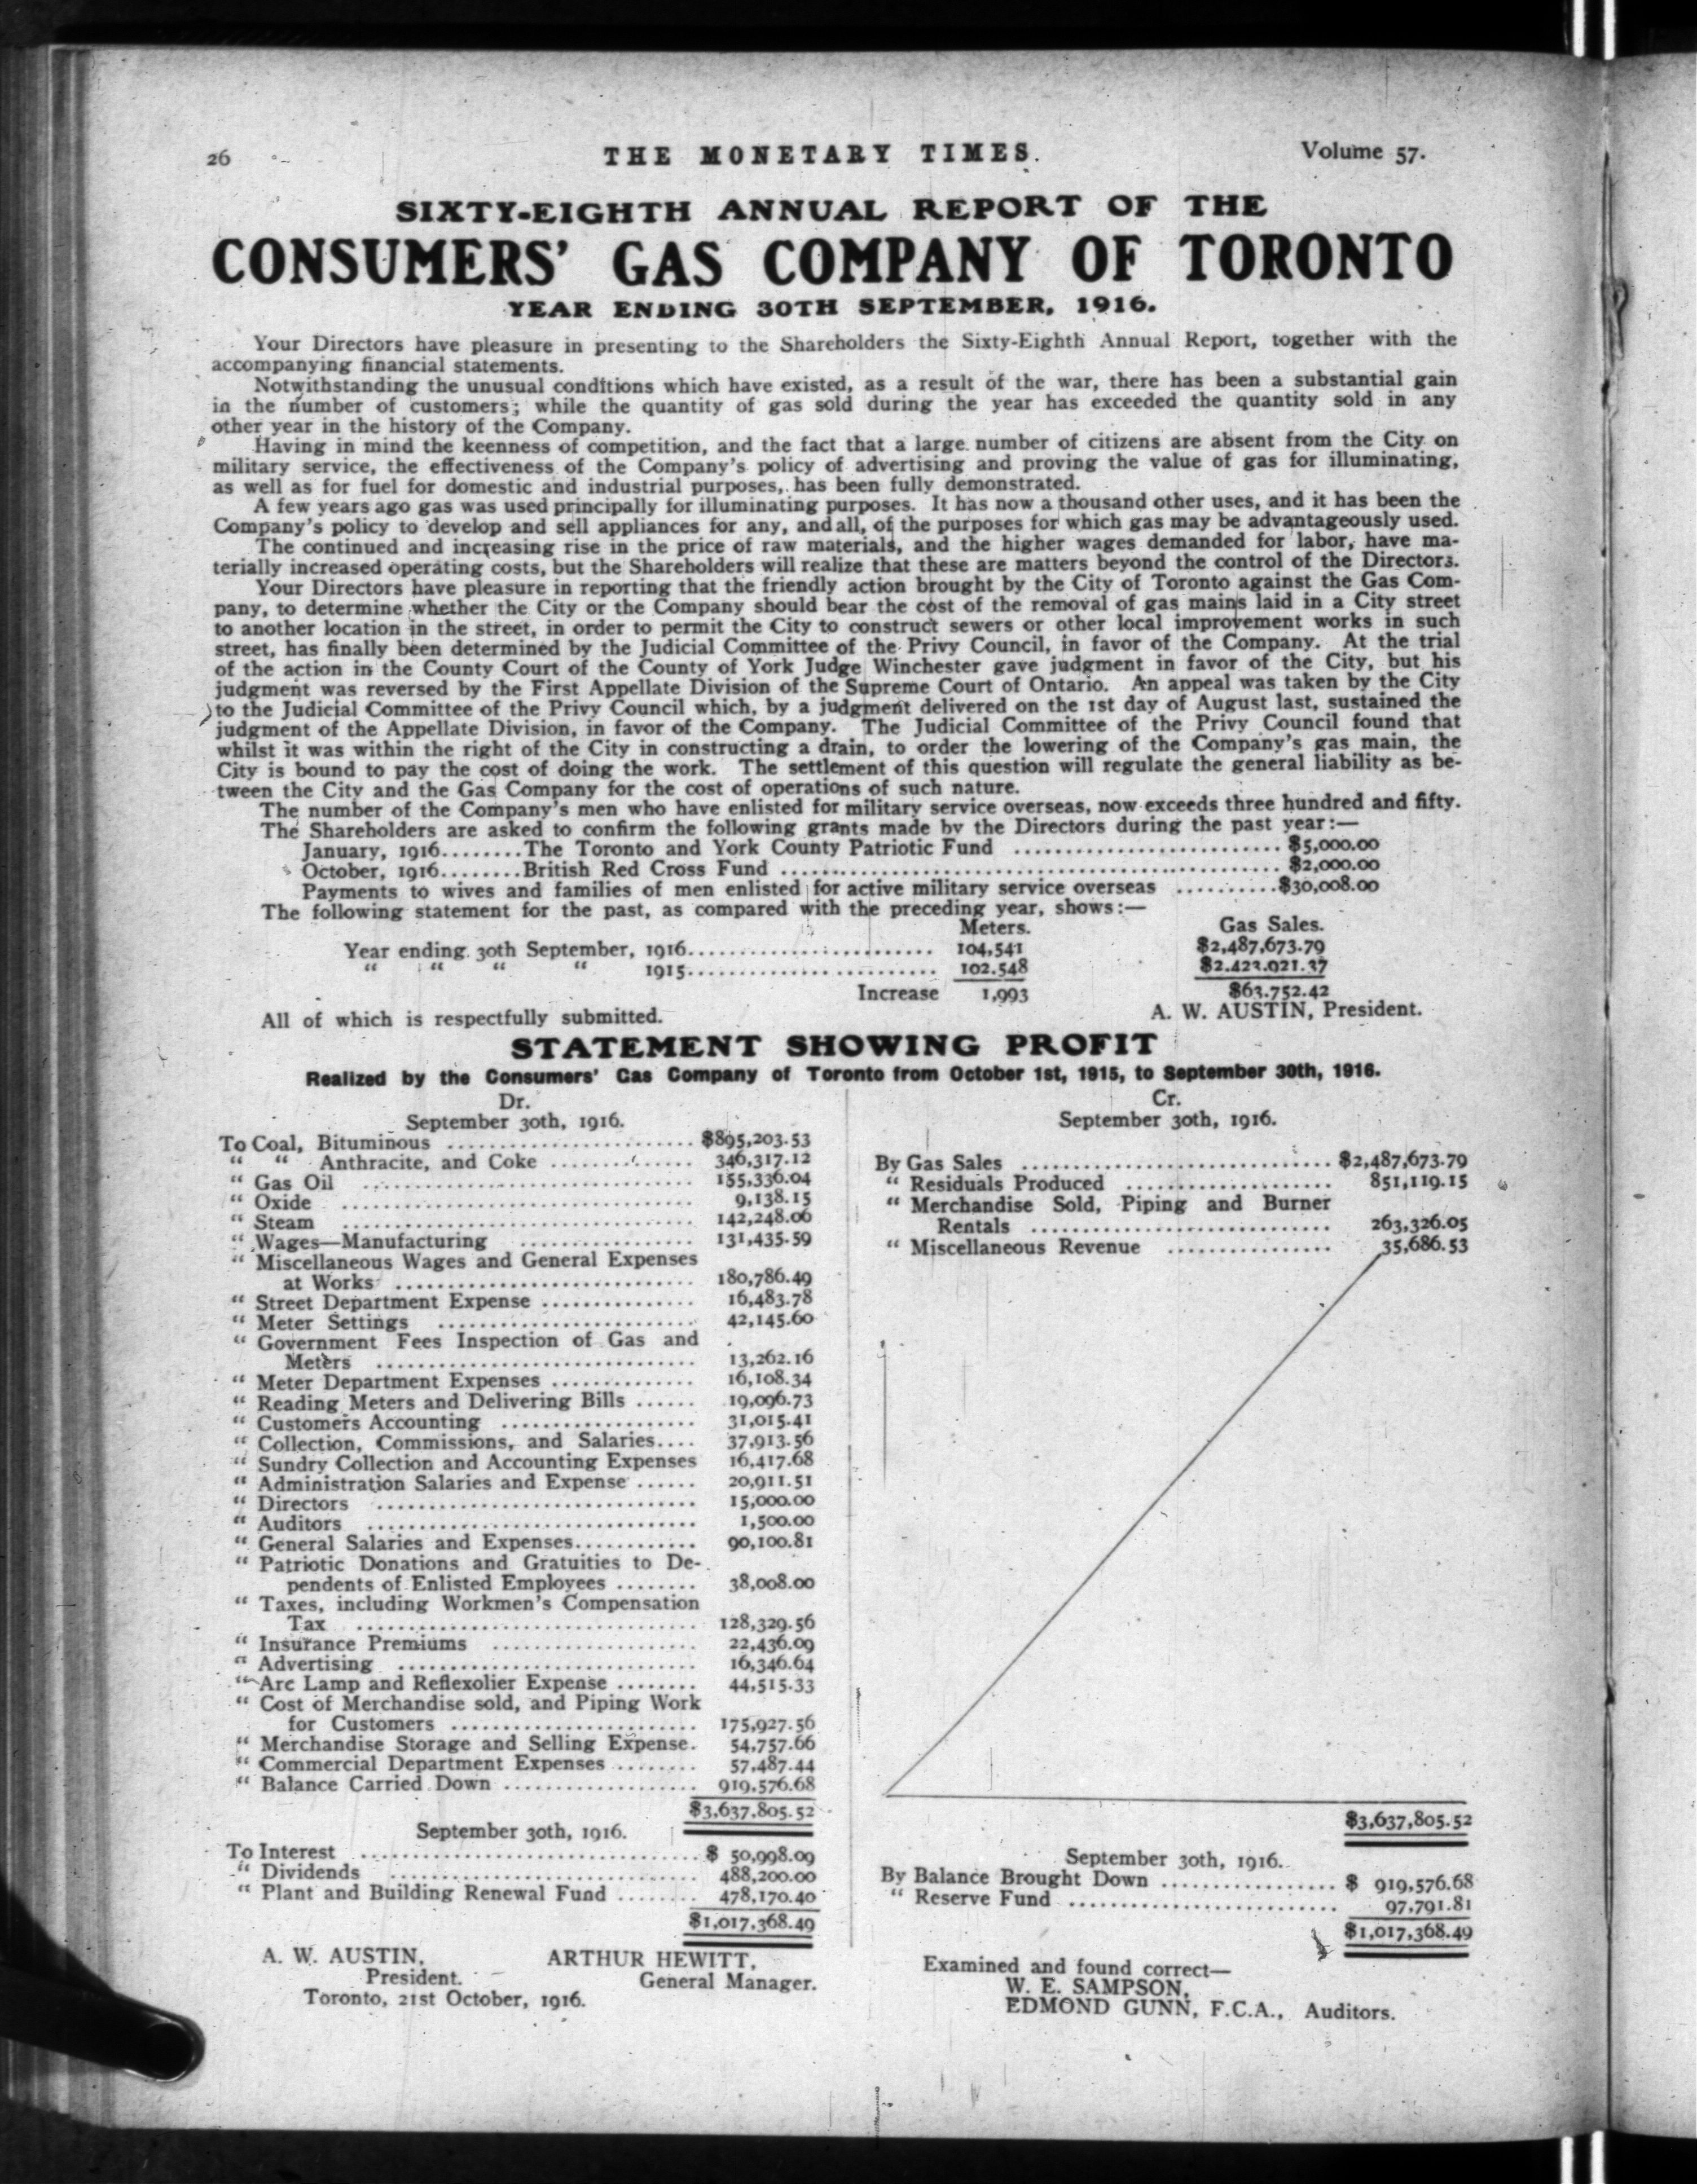 26
THE MONETARY TIMES.
Volume 57.
SIXTY-EIGHTH ANNUAL REPORT OF THE
CONSUMERS' GAS COMPANY OF TORONTO
YEAR ENDING 30TH SEPTEMBER, 1916.
Your Directors have pleasure in presenting to the Shareholders the Sixty-Eighth Annual Report, together with the
accompanying financial statements.
Notwithstanding the unusual conditions which have existed, as a result of the war, there has been a substantial gain
in the number of customers; while the quantity of gas sold during the year has exceeded the quantity sold in any
other year in the history of the Company.
Having in mind the keenness of competition, and the fact that a large number of citizens are absent from the City on
military service, the effectiveness of the Company's policy of advertising and proving the value of gas for illuminating,
as well as for fuel for domestic and industrial purposes, has been fully demonstrated.
A few years ago gas was used principally for illuminating purposes. It has now a thousand other uses, and it has been the
Company's policy to develop and sell appliances for any, and all, of the purposes for which gas may be advantageously used.
The continued and increasing rise in the price of raw materials, and the higher wages demanded for labor, have ma-
terially increased operating costs, but the Shareholders will realize that these are matters beyond the control of the Directors.
Your Directors have pleasure in reporting that the friendly action brought by the City of Toronto against the Gas Com-
pany, to determine whether the City or the Company should bear the cost of the removal of gas mains laid in a City street
to another location in the street, in order to permit the City to construct sewers or other local improvement works in such
street, has finally been determined by the Judicial Committee of the Privy Council, in favor of the Company. At the trial
of the action in the County Court of the County of York Judge Winchester gave judgment in favor of the City, but his
judgment was reversed by the First Appellate Division of the Supreme Court of Ontario. An appeal was taken by the City
to the Judicial Committee of the Privy Council which, by a judgment delivered on the 1st day of August last, sustained the
judgment of the Appellate Division, in favor of the Company. The Judicial Committee of the Privy Council found that
whilst it was within the right of the City in constructing a drain, to order the lowering of the Company's gas main, the
City is bound to pay the cost of doing the work. The settlement of this question will regulate the general liability as be-
tween the City and the Gas Company for the cost of operations of such nature.
The number of the Company's men who have enlisted for military service overseas, now exceeds three hundred and fifty.
The Shareholders are asked to confirm the following grants made by the Directors during the past year:—
January, 1916........The Toronto and York County Patriotic Fund .......................... $5,000.00
October, 1916........British Red Cross Fund .................................................. $2,000.00
Payments to wives and families of men enlisted for active military service overseas ..........$30,008.00
The following statement for the past, as compared with the preceding year, shows:—
Meters. Gas Sales.
Year ending 30th September, 1916........................ 104,541 $2,487,673.79
" " " " 1915........................ 102,548 $2,423,921.37
Increase 1,993 $63,752.42
All of which is respectfully submitted. A. W. AUSTIN, President.
STATEMENT SHOWING PROFIT
Realized by the Consumers' Gas Company of Toronto from October 1st, 1915, to September 30th, 1916.
Dr.
September 30th, 1916.
To Coal, Bituminous ........................ $895,203.53
" " Anthracite, and Coke .............. 346,317.12
" Gas Oil ................................ 155,336.04
" Oxide .................................. 9,138.15
" Steam .................................. 142,248.06
" Wages—Manufacturing ................. 131,435.59
" Miscellaneous Wages and General Expenses
at Works ............................. 180,786.49
" Street Department Expense ............... 16,483.78
" Meter Settings ......................... 42,145.60
" Government Fees Inspection of Gas and
Meters ............................... 13,262.16
" Meter Department Expenses .............. 16,108.34
" Reading Meters and Delivering Bills ...... 19,096.73
" Customers Accounting ................... 31,015.41
" Collection, Commissions, and Salaries.... 37,913.56
" Sundry Collection and Accounting Expenses 16,417.68
" Administration Salaries and Expense ...... 20,911.51
" Directors ............................... 15,000.00
" Auditors ................................ 1,500.00
" General Salaries and Expenses............ 90,100.81
" Patriotic Donations and Gratuities to De-
pendents of Enlisted Employees ........ 38,008.00
" Taxes, including Workmen's Compensation
Tax ................................. 128,329.56
" Insurance Premiums .................... 22,436.09
" Advertising ............................. 16,346.64
" Arc Lamp and Reflexolier Expense ........ 44,515.33
" Cost of Merchandise sold, and Piping Work
for Customers ........................ 175,927.56
" Merchandise Storage and Selling Expense. 54,757.66
" Commercial Department Expenses ........ 57,487.44
" Balance Carried Down ................... 919,576.68
$3,637,805.52
September 30th, 1916.
To Interest .................................. $ 50,998.09
" Dividends .............................. 488,200.00
" Plant and Building Renewal Fund ........ 478,170.40
$1,017,368.49
A. W. AUSTIN, ARTHUR HEWITT,
President. General Manager.
Toronto, 21st October, 1916.
Cr.
September 30th, 1916.
By Gas Sales .............................. $2,487,673.79
" Residuals Produced .................... 851,119.15
" Merchandise Sold, Piping and Burner
Rentals ............................. 263,326.05
" Miscellaneous Revenue ................ 35,686.53
$3,637,805.52
September 30th, 1916.
By Balance Brought Down ................. $ 919,576.68
" Reserve Fund .......................... 97,791.81
$1,017,368.49
Examined and found correct—
W. E. SAMPSON,
EDMOND GUNN, F.C.A., Auditors.